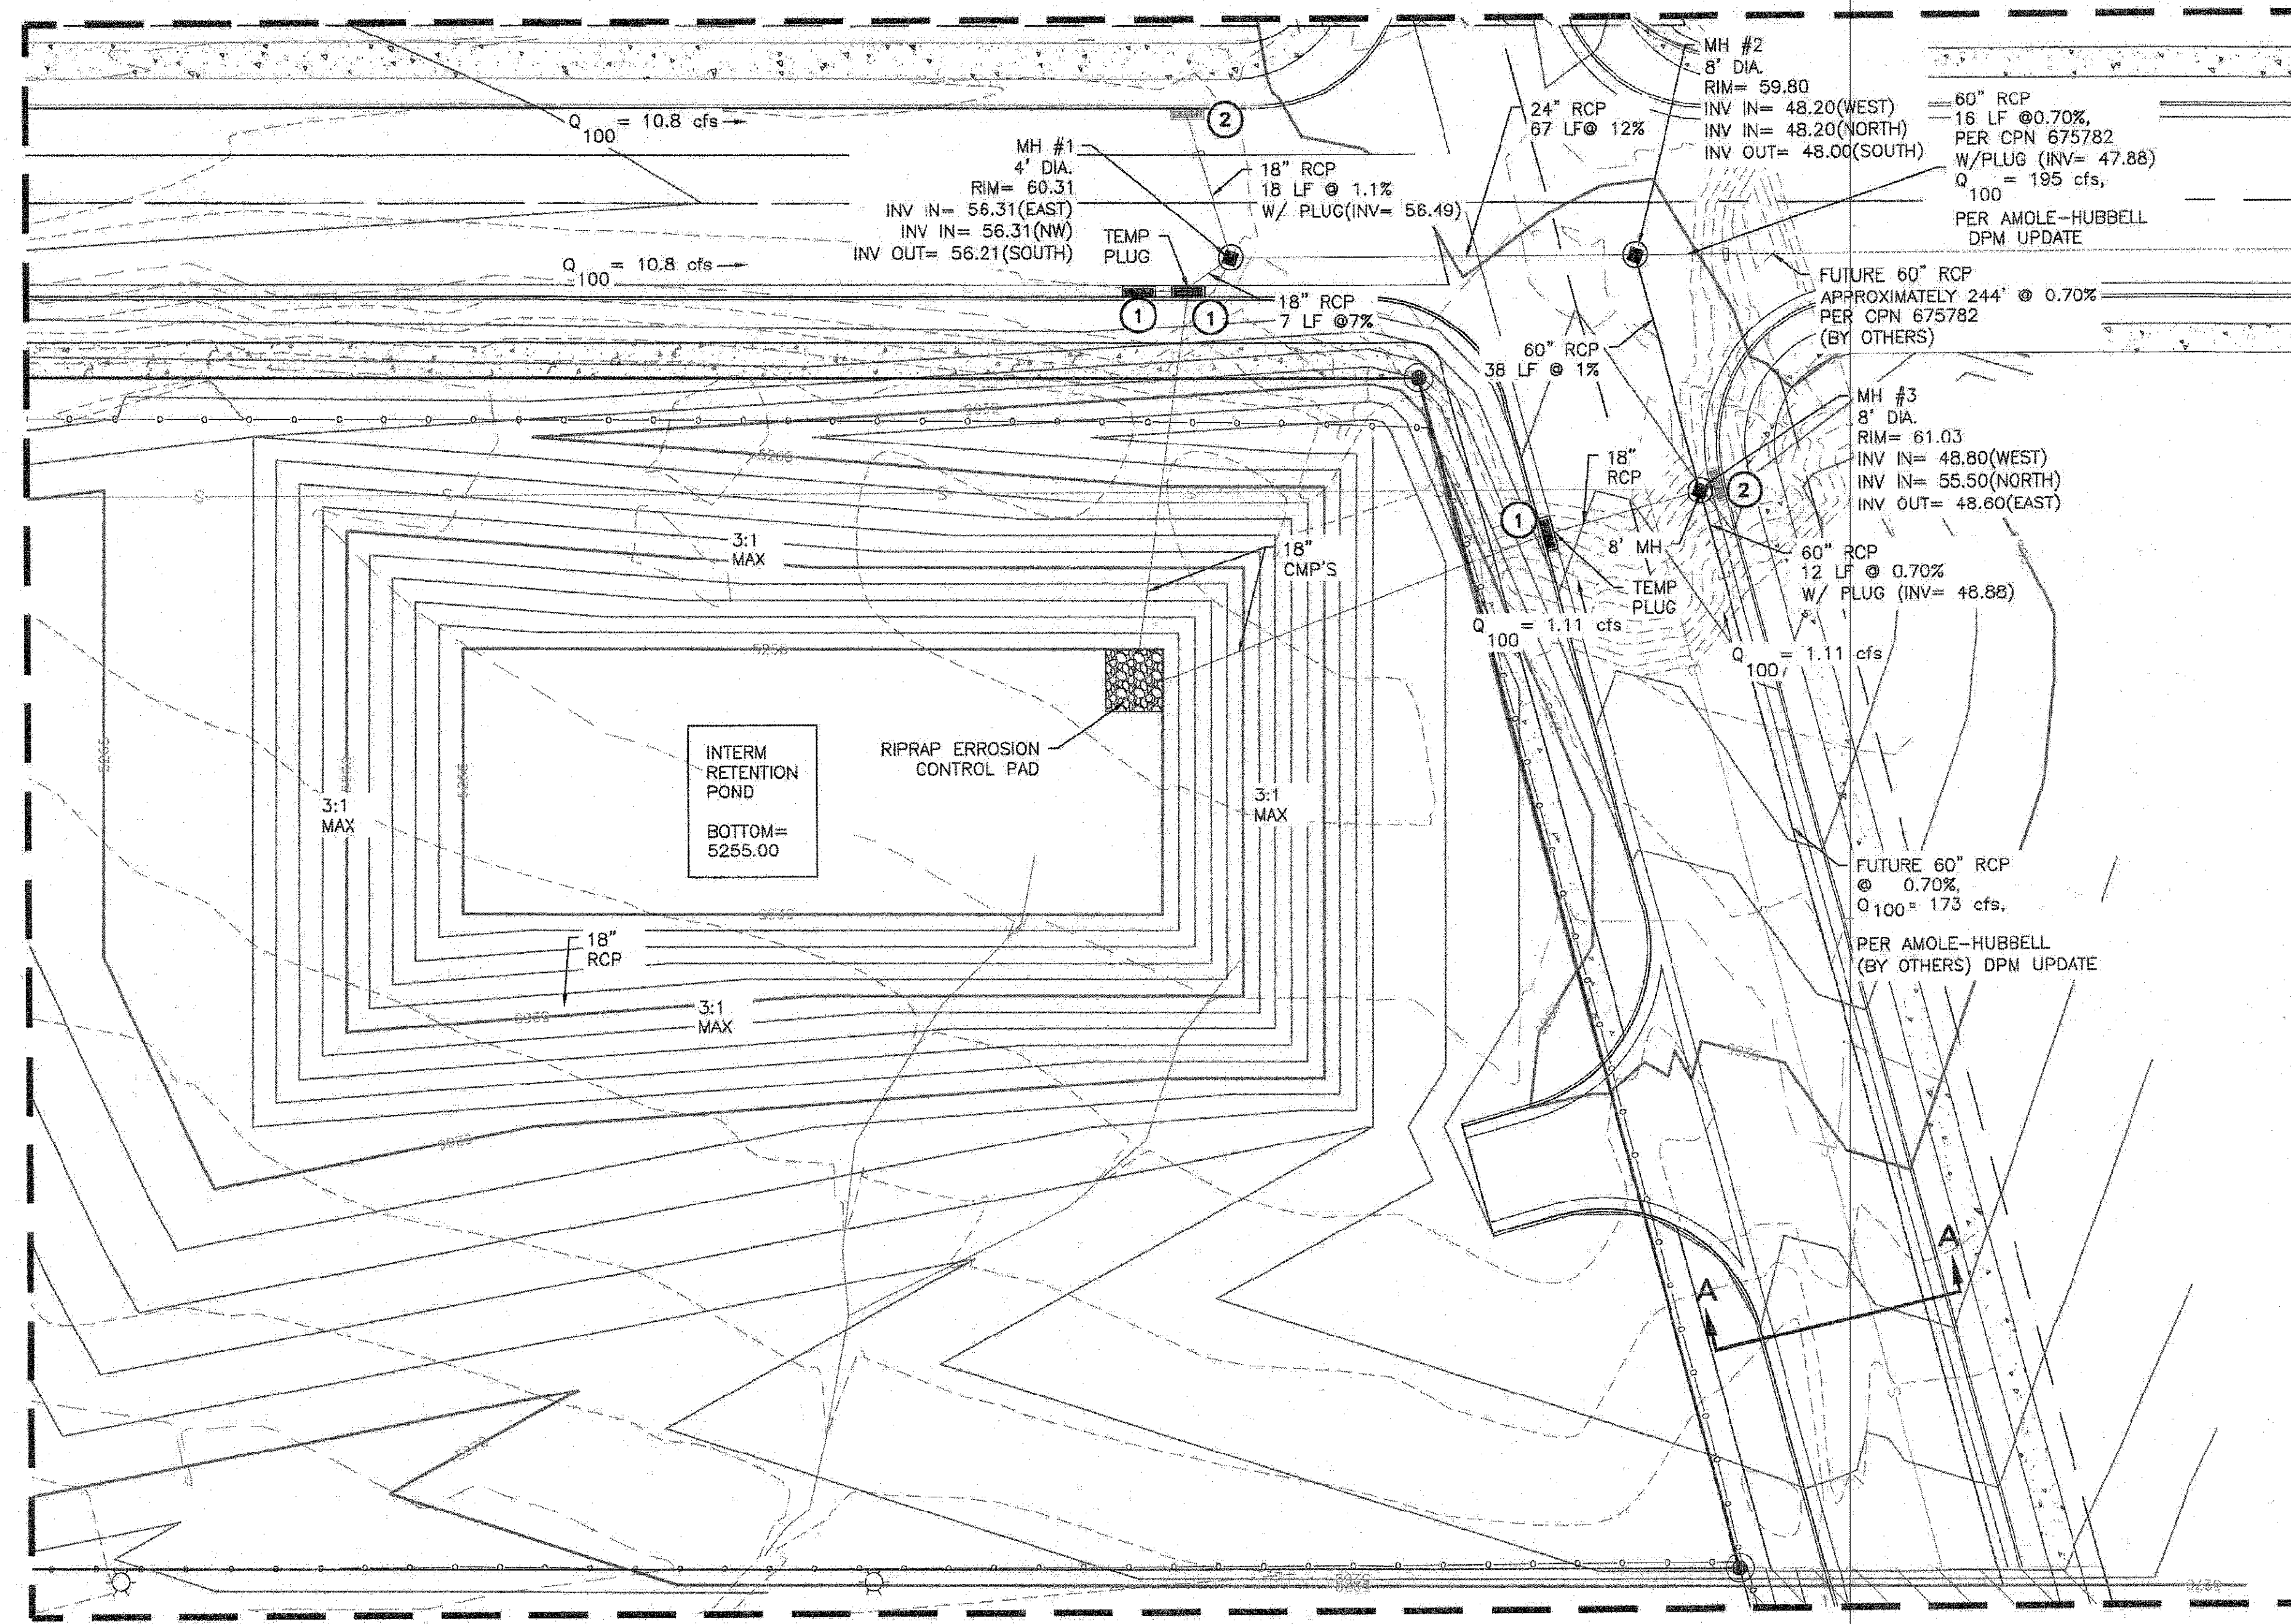 MH #2
8' DIA.
RIM= 59.80
INV IN= 48.20(WEST)
INV IN= 48.20(NORTH)
INV OUT= 48.00(SOUTH)
60" RCP
16 LF @0.70%,
PER CPN 675782
W/PLUG (INV= 47.88)
Q100 = 195 cfs,
PER AMOLE-HUBBELL
DPM UPDATE
24" RCP
67 LF@ 12%
Q100 = 10.8 cfs
2
MH #1
4' DIA.
RIM= 60.31
INV IN= 56.31(EAST)
INV IN= 56.31(NW)
INV OUT= 56.21(SOUTH)
18" RCP
18 LF @ 1.1%
W/ PLUG(INV= 56.49)
TEMP
PLUG
Q100 = 10.8 cfs
1
1
18" RCP
7 LF @7%
FUTURE 60" RCP
APPROXIMATELY 244' @ 0.70%
PER CPN 675782
(BY OTHERS)
60" RCP
38 LF @ 1%
MH #3
8' DIA.
RIM= 61.03
INV IN= 48.80(WEST)
INV IN= 55.50(NORTH)
INV OUT= 48.60(EAST)
18"
RCP
2
1
8' MH
S
S
S
S
3:1
MAX
18"
CMP'S
60" RCP
12 LF @ 0.70%
W/ PLUG (INV= 48.88)
TEMP
PLUG
Q100 = 1.11 cfs
Q100 = 1.11 cfs
RIPRAP ERROSION
CONTROL PAD
INTERM
RETENTION
POND
BOTTOM=
5255.00
3:1
MAX
3:1
MAX
5265
FUTURE 60" RCP
@ 0.70%,
Q100= 173 cfs,
PER AMOLE-HUBBELL
(BY OTHERS) DPM UPDATE
18"
RCP
3:1
MAX
A
A
S